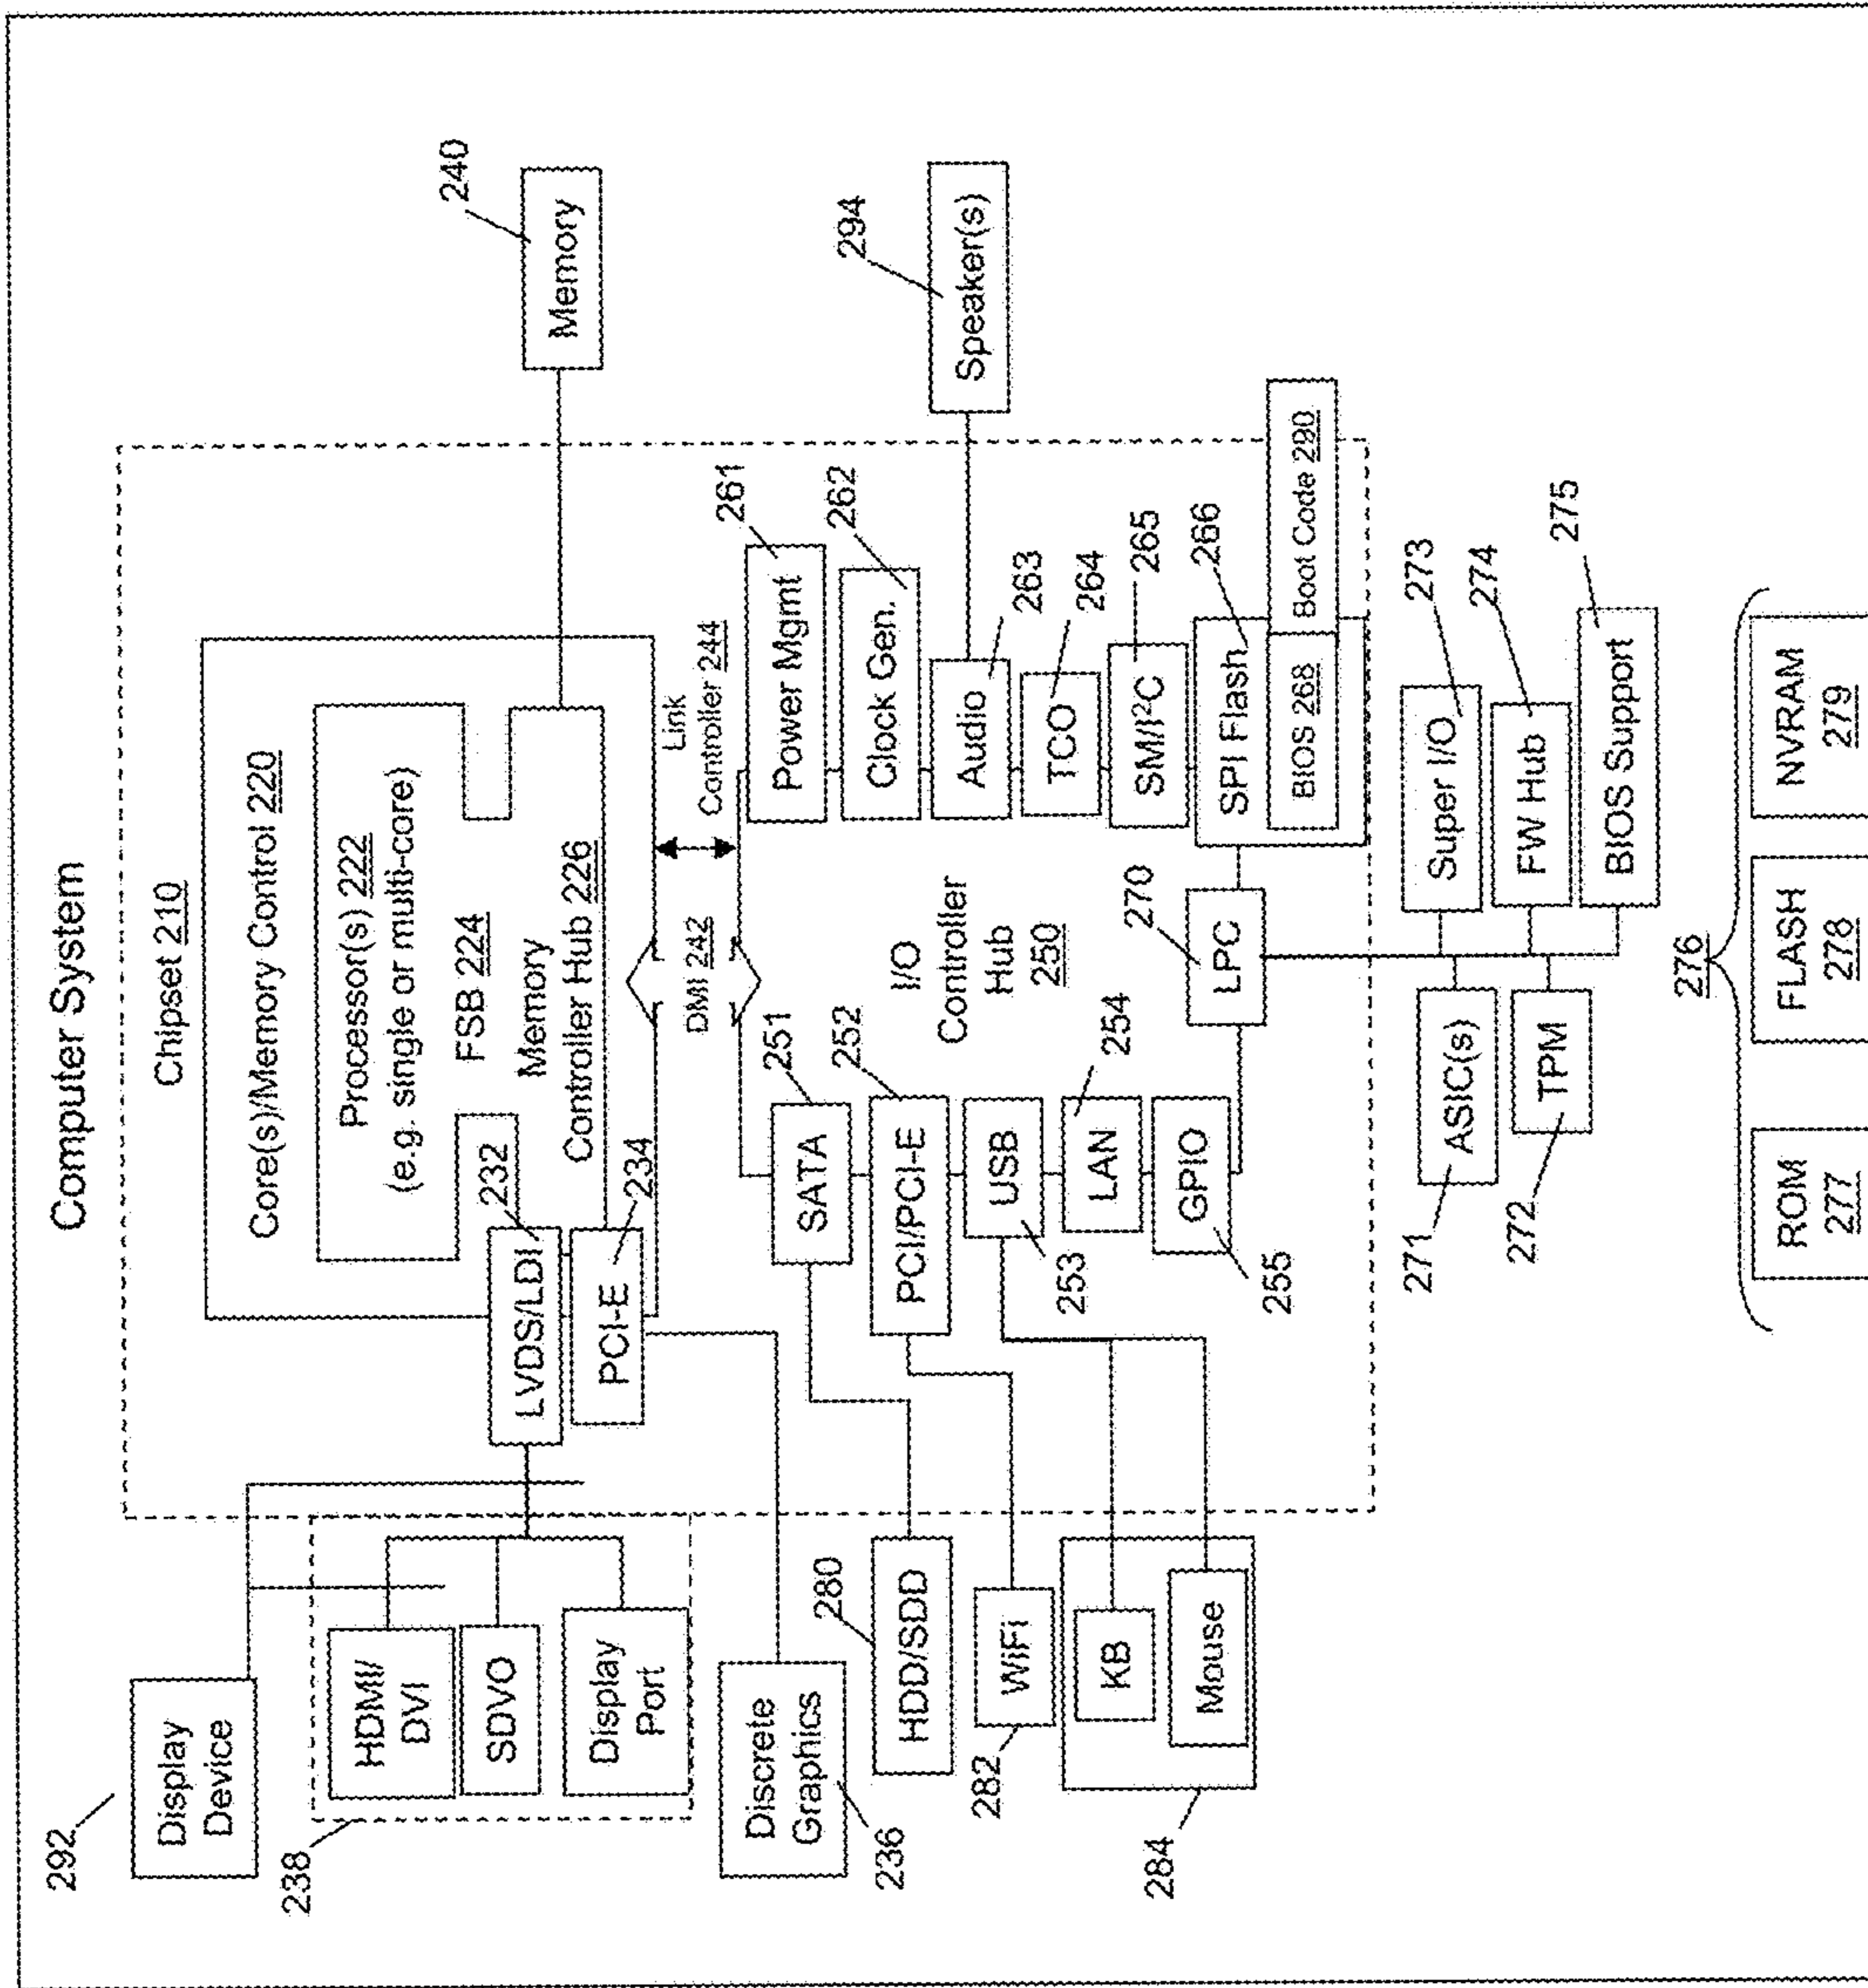 Computer System
Chipset 210
Core(s)/Memory Control 220
Processor(s) 222
(e.g. single or multi-core)
FSB 224
Memory
Controller Hub 226
LVDS/LDI
232
PCI-E
234
Memory
240
292
Display
Device
238
HDMI/
DVI
SDVO
Display
Port
Discrete
Graphics
236
DMI 242
Link
Controller 244
I/O
Controller
Hub
250
SATA
251
PCI/PCI-E
252
USB
253
LAN
254
GPIO
255
Power Mgmt
261
Clock Gen.
262
Audio
263
TCO
264
SM/I²C
265
SPI Flash
266
BIOS 268
Boot Code 290
Speaker(s)
294
HDD/SDD
280
WiFi
282
KB
Mouse
284
LPC
270
ASIC(s)
271
TPM
272
Super I/O
273
FW Hub
274
BIOS Support
275
276
ROM
277
FLASH
278
NVRAM
279